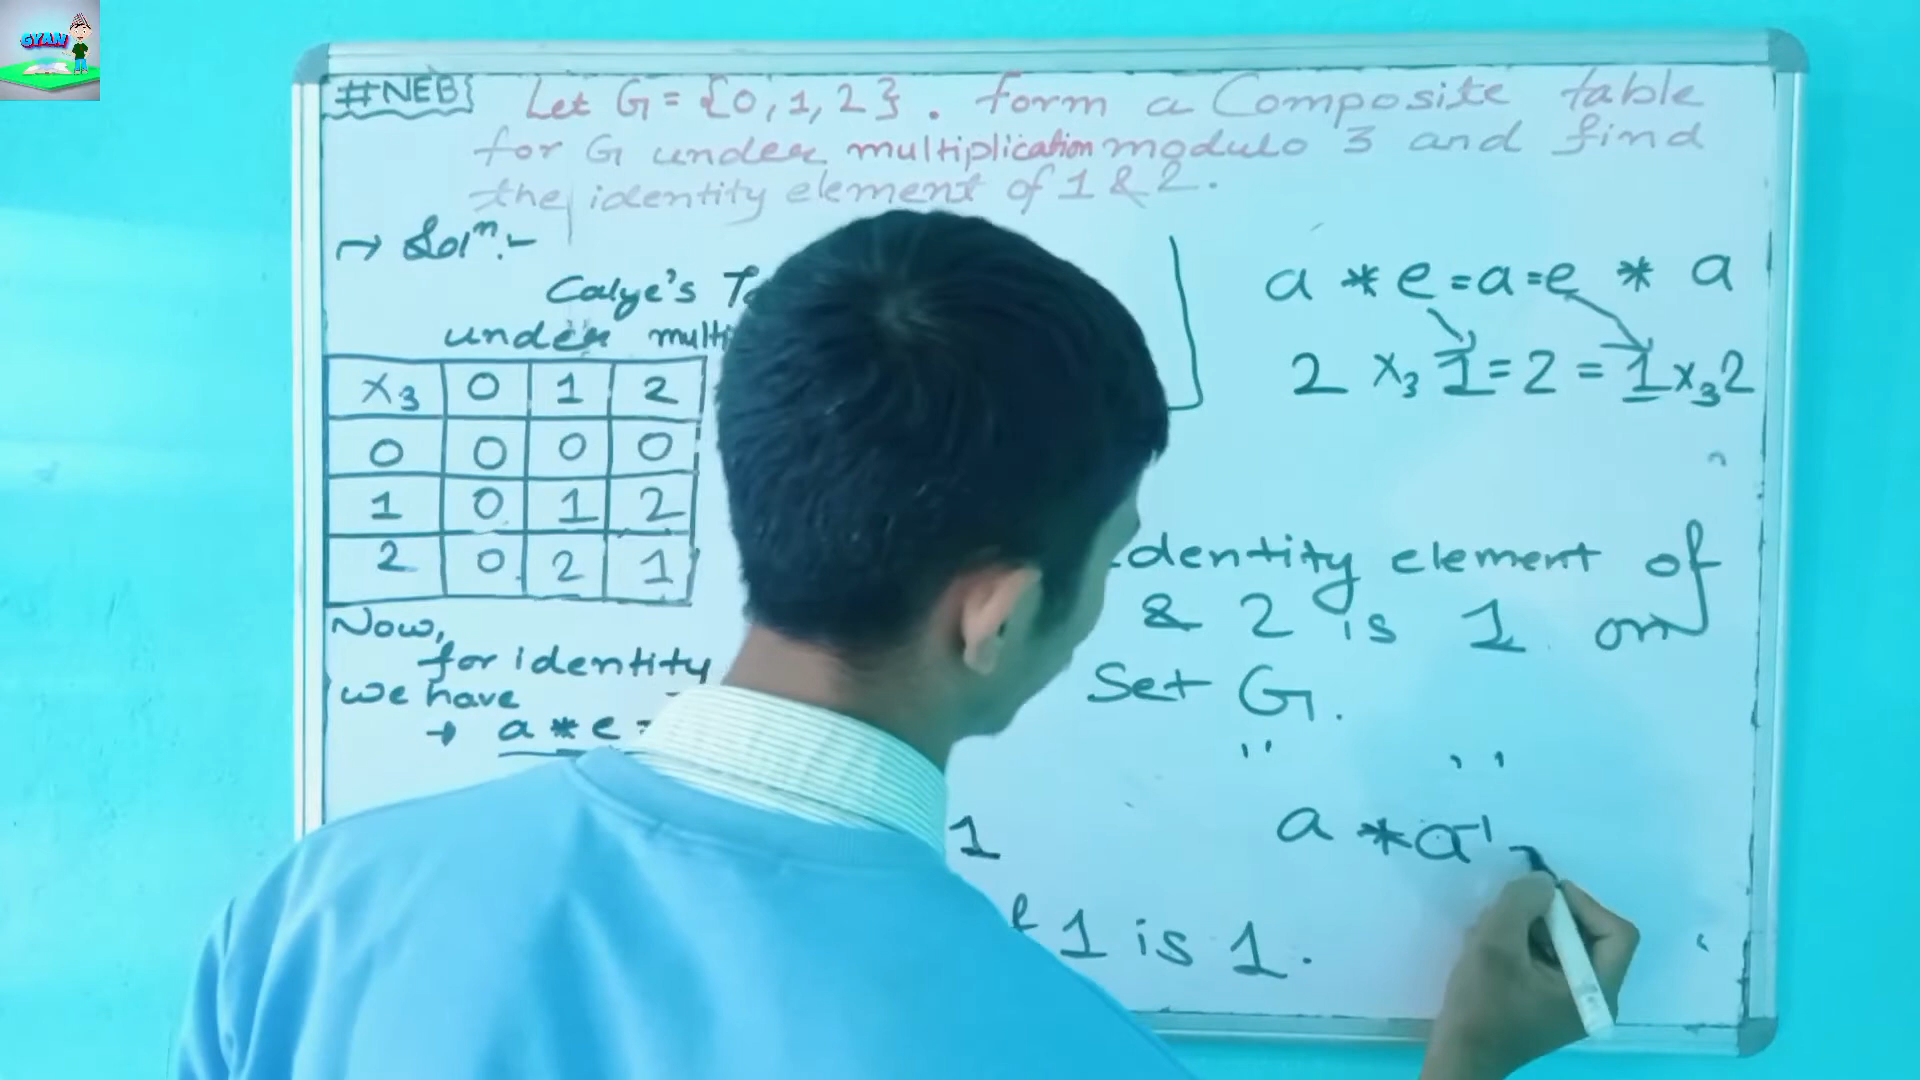 GYAN
#NEB
Let G = {0, 1, 2}. form a Composite table
for G under multiplication modulo 3 and find
the identity element of 1 & 2.
→ Solⁿ:-
Calye's
under
×₃ 0 1 2
0 0 0 0
1 0 1 2
2 0 2 1
Now,
for identity
we have
→ a * e =
a * e = a = e * a
2 ×₃ 1 = 2 = 1 ×₃ 2
element of
& 2 is 1 on
Set G.
1
1 is 1.
a * a⁻¹